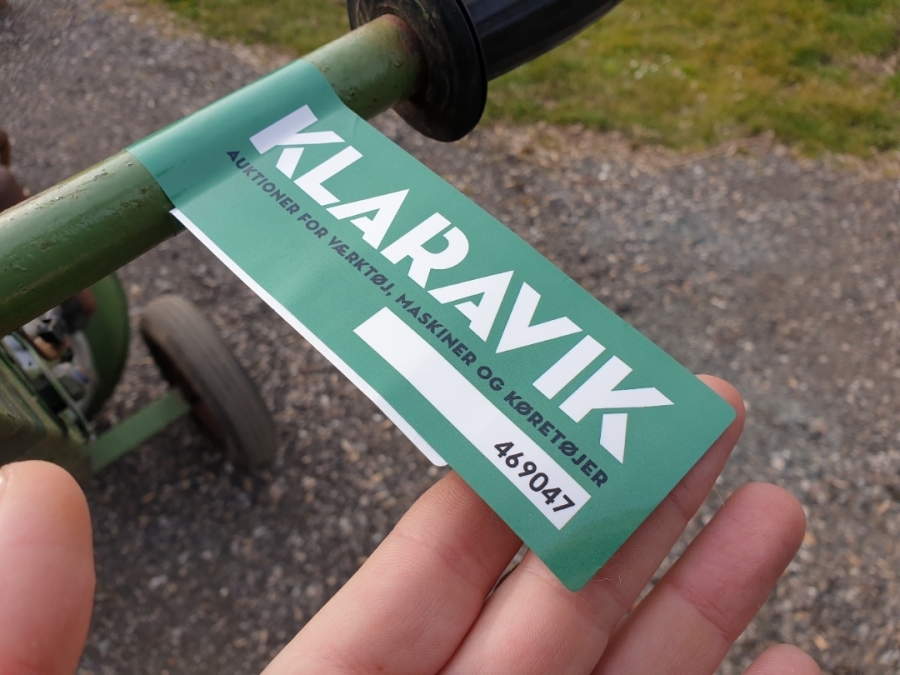 KLARAVIK
AUKTIONER FOR VÆRKTØJ, MASKINER OG KØRETØJER
469047